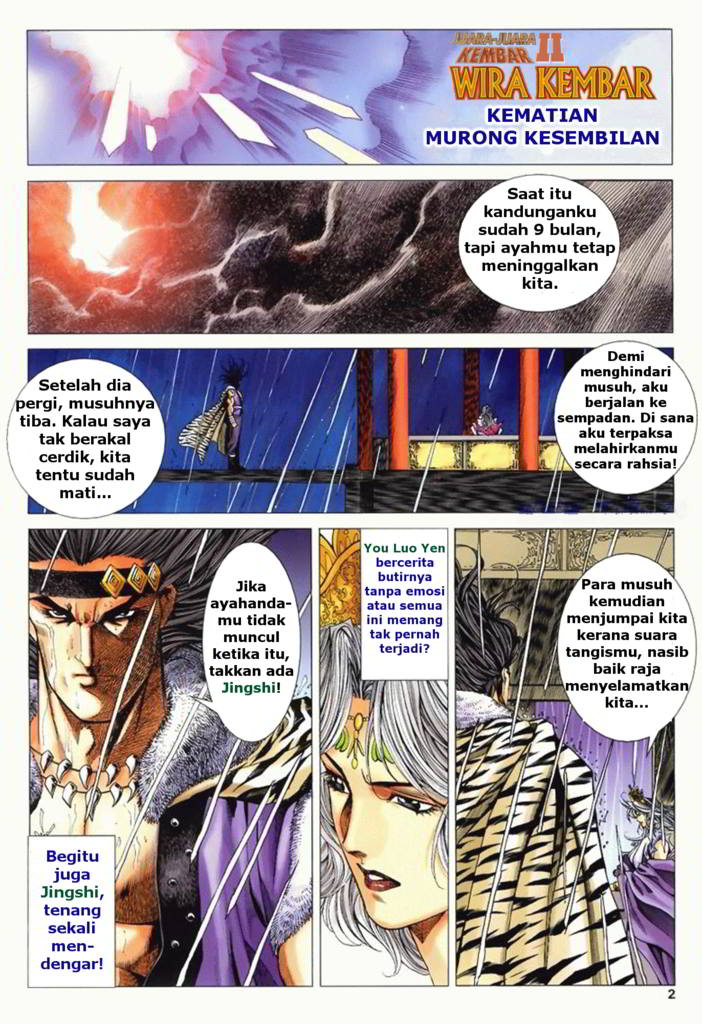 JUARA-JUARA
KEMBAR II
WIRA KEMBAR
KEMATIAN
MURONG KESEMBILAN
Saat itu
kandunganku
sudah 9 bulan,
tapi ayahmu tetap
meninggalkan
kita.
Setelah dia
pergi, musuhnya
tiba. Kalau saya
tak berakal
cerdik, kita
tentu sudah
mati...
Demi
menghindari
musuh, aku
berjalan ke
sempadan. Di sana
aku terpaksa
melahirkanmu
secara rahsia!
Jika
ayahanda-
mu tidak
muncul
ketika itu,
takkan ada
Jingshi!
Begitu
juga
Jingshi,
tenang
sekali
men-
dengar!
You Luo Yen
bercerita
butirnya
tanpa emosi
atau semua
ini memang
tak pernah
terjadi?
Para musuh
kemudian
menjumpai kita
kerana suara
tangismu, nasib
baik raja
menyelamatkan
kita...
2